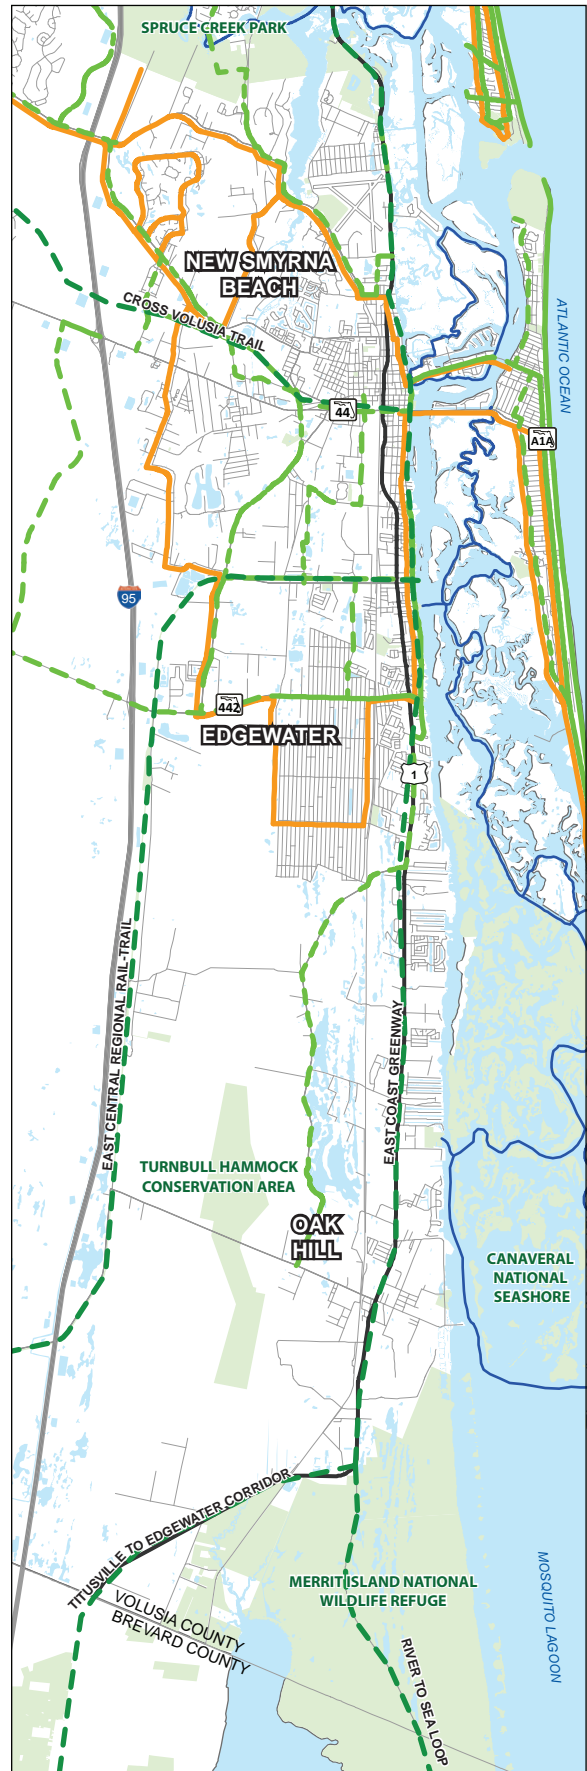 SPRUCE CREEK PARK
NEW SMYRNA
BEACH
ATLANTIC OCEAN
CROSS VOLUSIA TRAIL
44
A1A
95
442
EDGEWATER
1
EAST CENTRAL REGIONAL RAIL-TRAIL
EAST COAST GREENWAY
TURNBULL HAMMOCK
CONSERVATION AREA
OAK
HILL
CANAVERAL
NATIONAL
SEASHORE
TITUSVILLE TO EDGEWATER CORRIDOR
MERRIT ISLAND NATIONAL
WILDLIFE REFUGE
MOSQUITO LAGOON
VOLUSIA COUNTY
BREVARD COUNTY
RIVER TO SEA LOOP